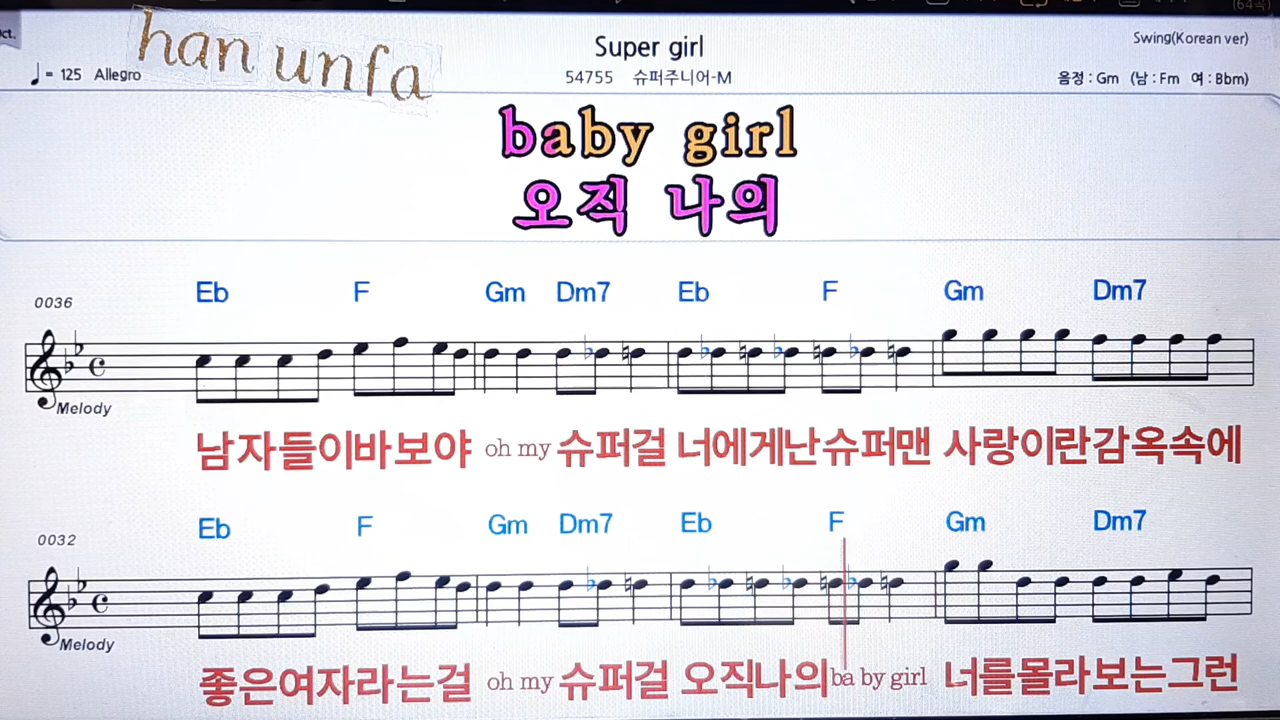 ct.
(64곡)
han unfa
Super girl
Swing(Korean ver)
♩= 125 Allegro
54755 슈퍼주니어-M
음정 : Gm (남 : Fm 여 : Bbm)
baby girl
오직 나의
0036
Eb F Gm Dm7 Eb F Gm Dm7
Melody
남자들이바보야 oh my 슈퍼걸 너에게난슈퍼맨 사랑이란감옥속에
0032
Eb F Gm Dm7 Eb F Gm Dm7
Melody
좋은여자라는걸 oh my 슈퍼걸 오직나의 ba by girl 너를몰라보는그런